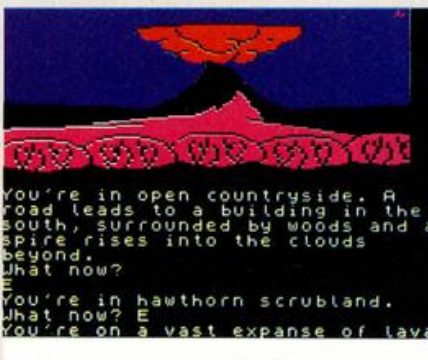 You're in open countryside. A
road leads to a building in the
south, surrounded by woods and a
spire rises into the clouds
beyond.
What now?
E
You're in hawthorn scrubland.
What now? E
You're on a vast expanse of lava